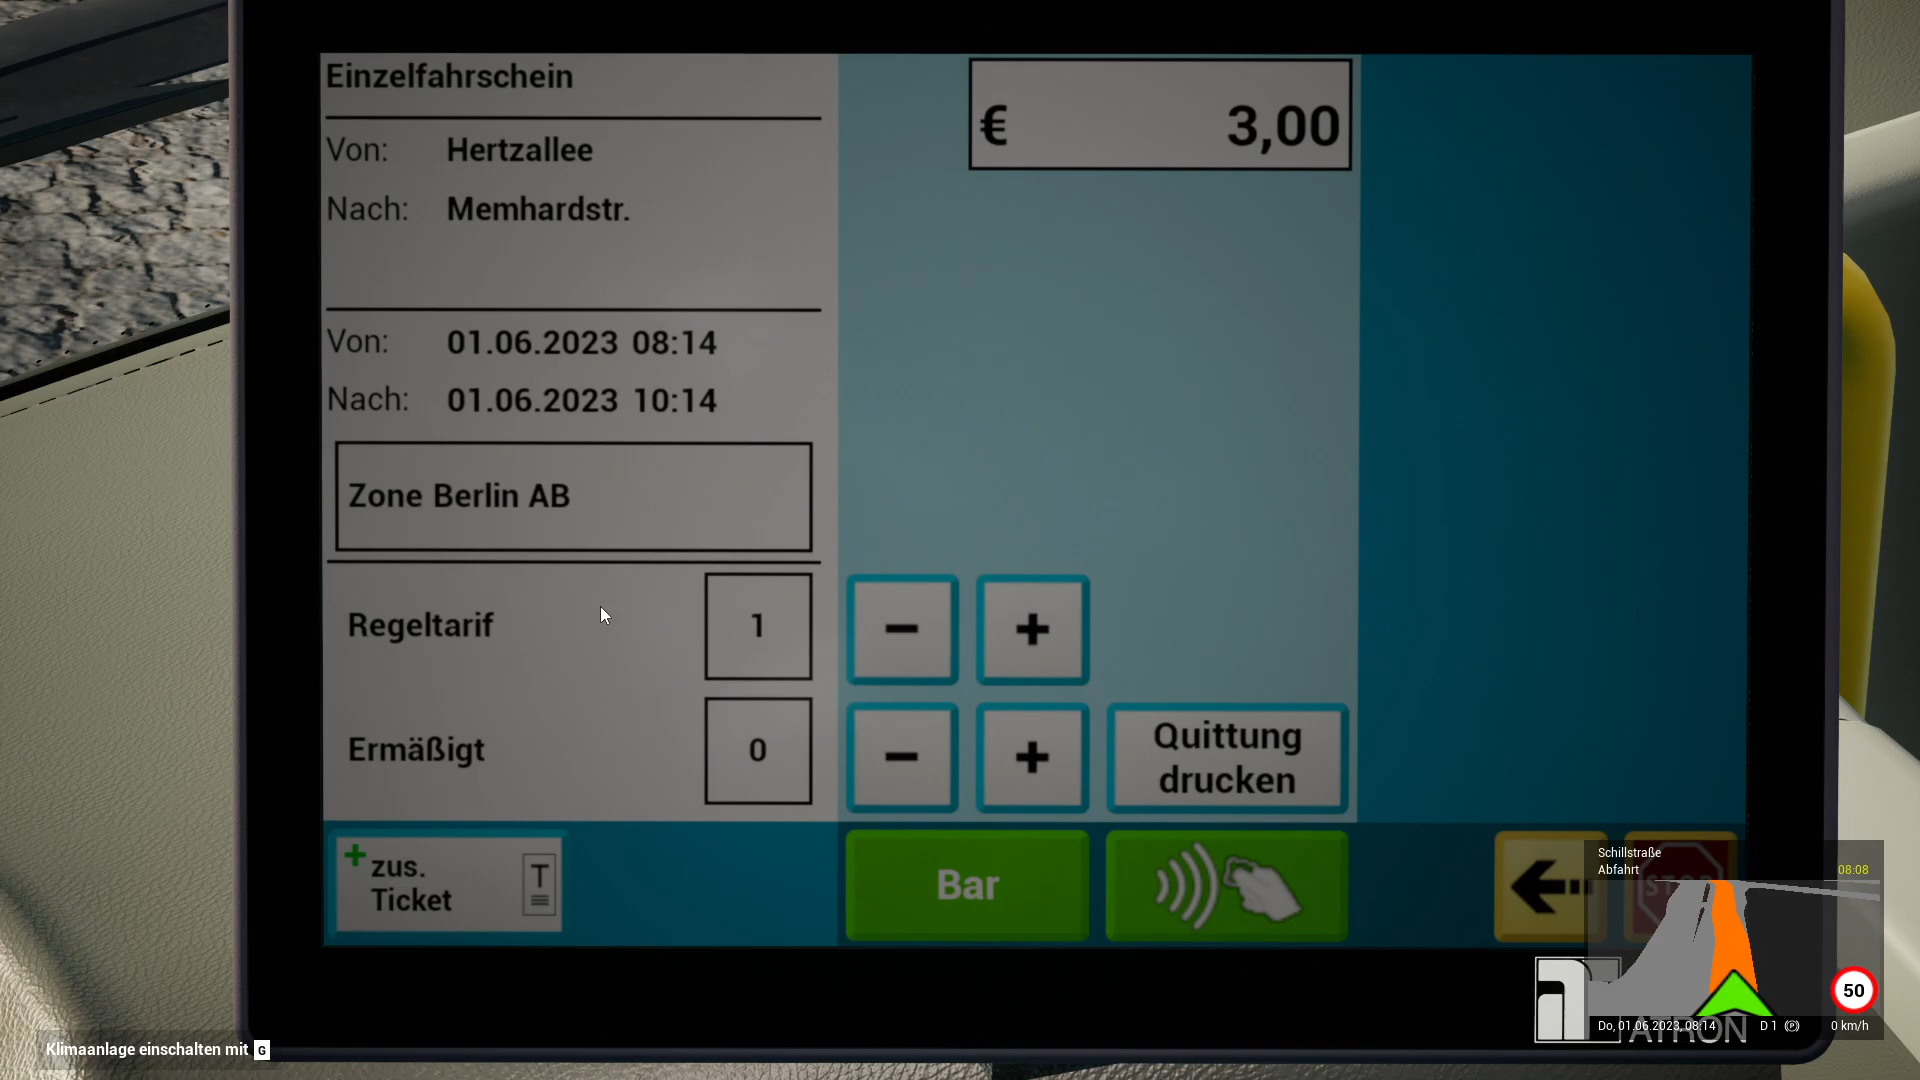 Einzelfahrschein
€ 3,00
Von: Hertzallee
Nach: Memhardstr.
Von: 01.06.2023 08:14
Nach: 01.06.2023 10:14
Zone Berlin AB
Regeltarif 1 - +
Ermäßigt 0 - +
Quittung
drucken
+ zus.
Ticket
T
Bar
STOP
Schillstraße
Abfahrt 08:08
50
Do, 01.06.2023, 08:14 D 1 (P) 0 km/h
ATRON
Klimaanlage einschalten mit G